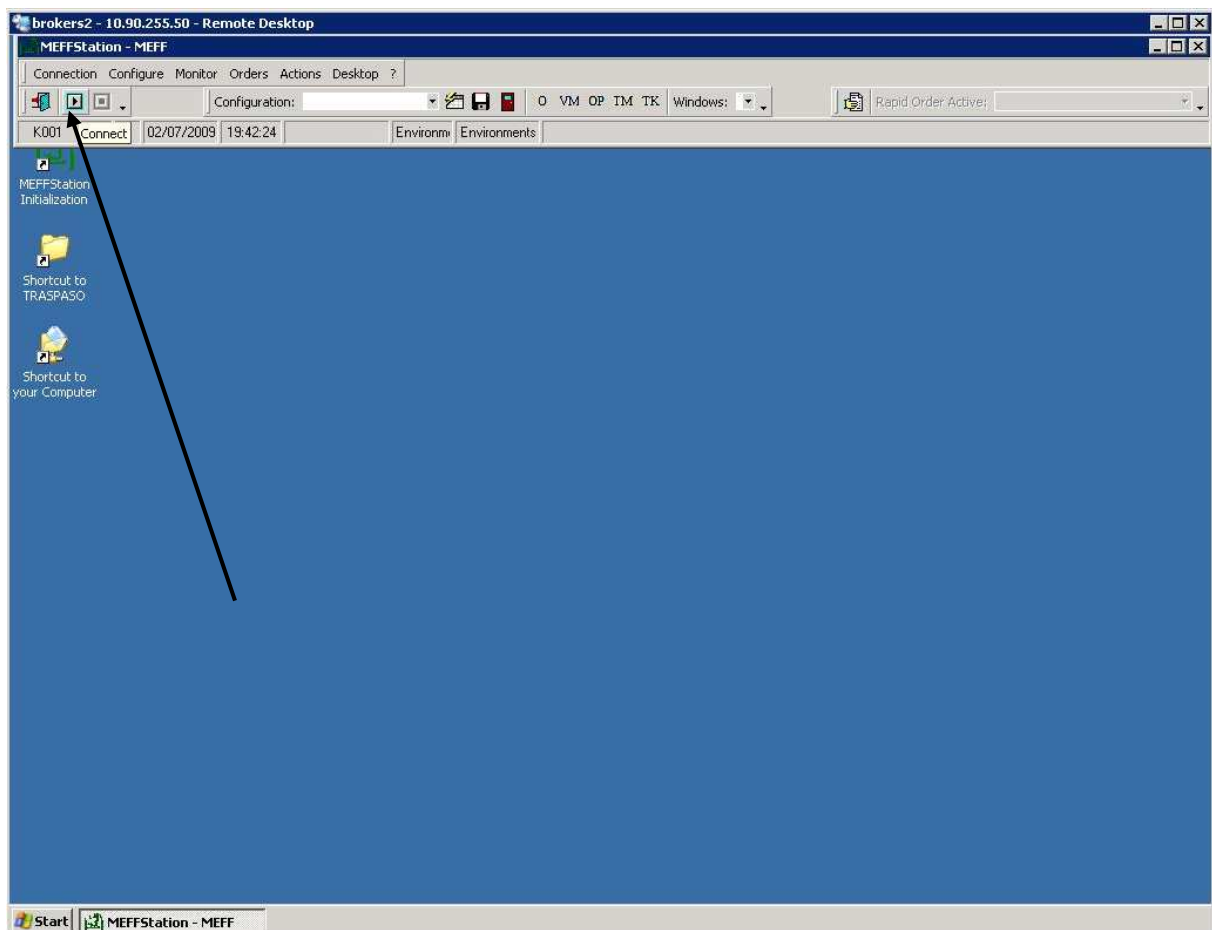 brokers2 - 10.90.255.50 - Remote Desktop
MEFFStation - MEFF
Connection Configure Monitor Orders Actions Desktop ?
Configuration: O VM OP TM TK Windows: Rapid Order Active:
K001 Connect 02/07/2009 19:42:24 Environm Environments
MEFFStation
Initialization
Shortcut to
TRASPASO
Shortcut to
your Computer
Start MEFFStation - MEFF